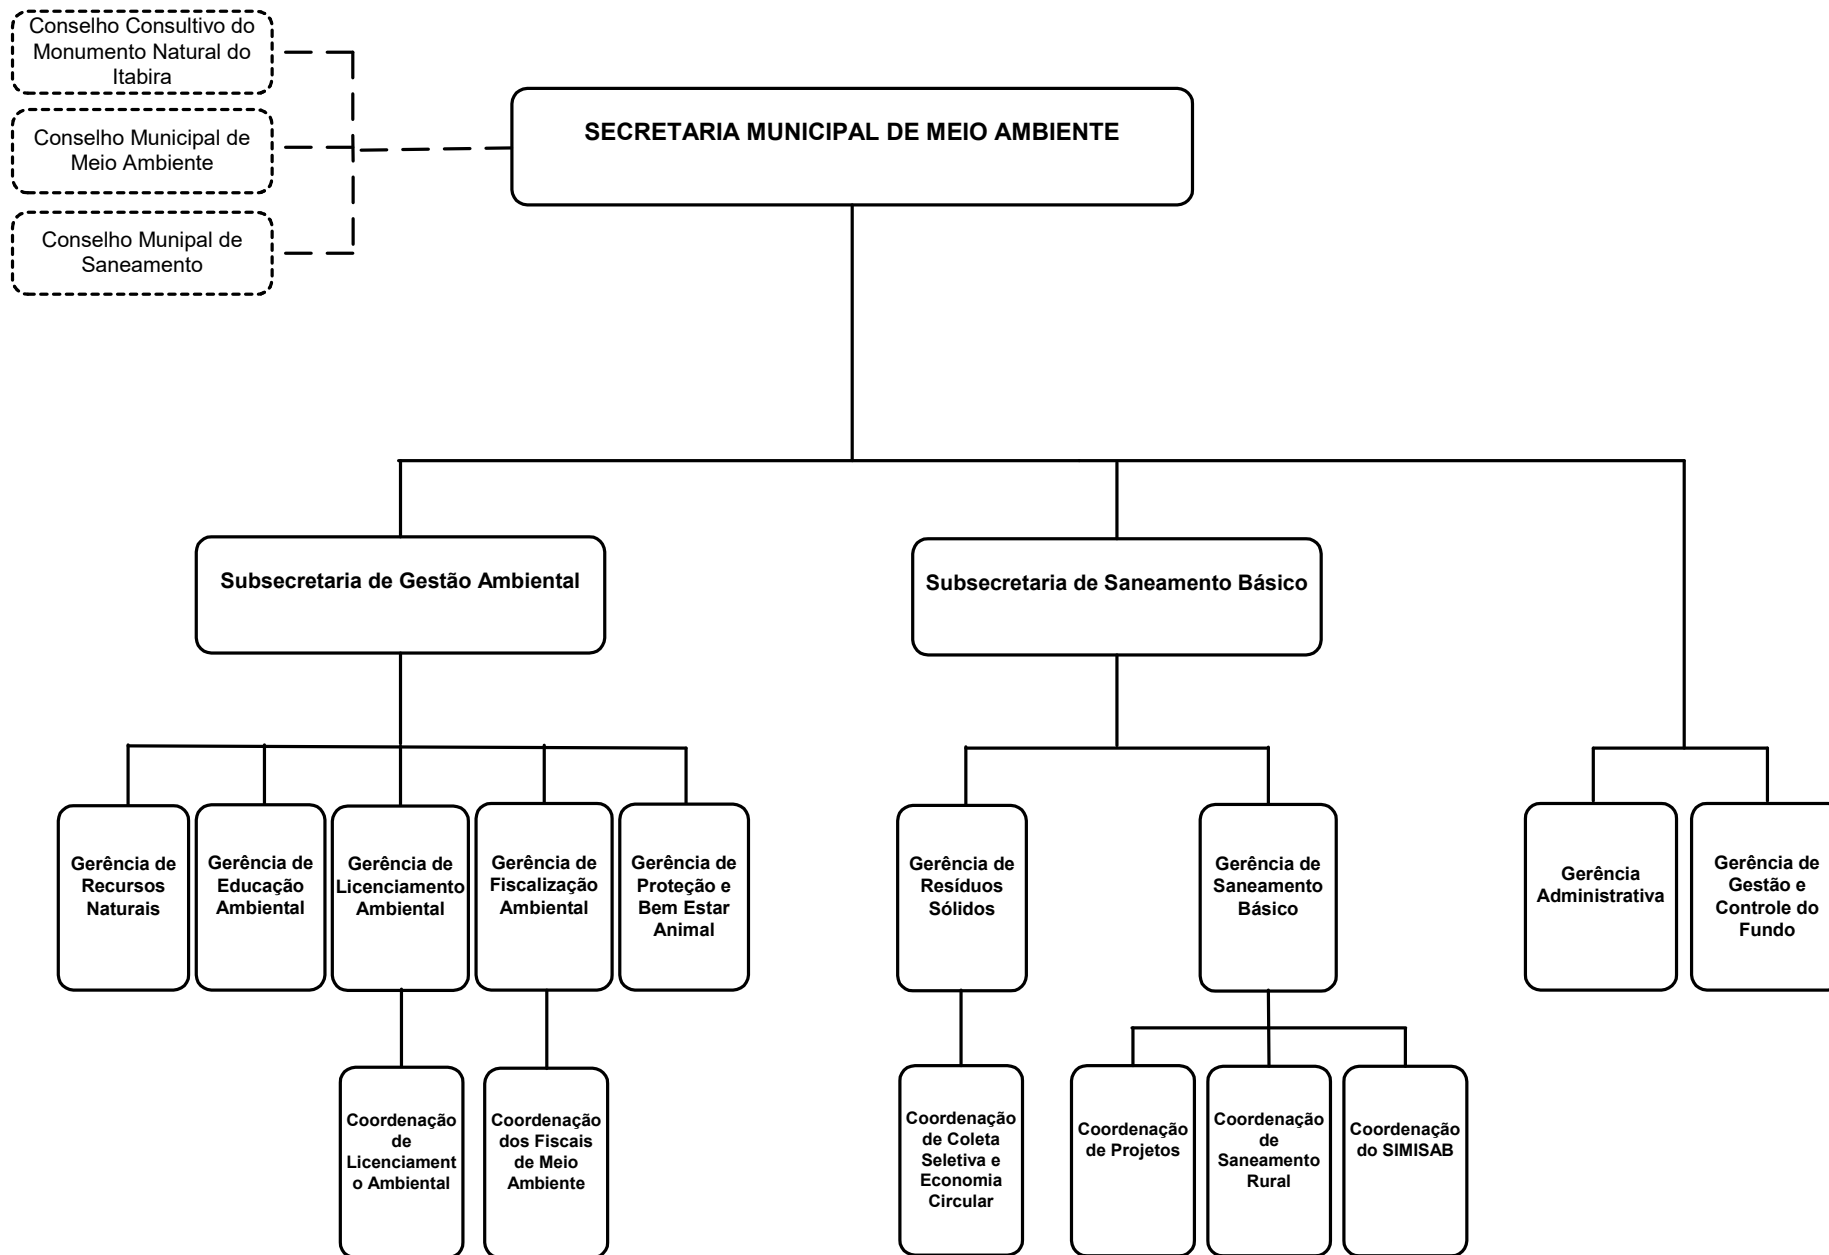 Conselho Consultivo do
Monumento Natural do
Itabira
Conselho Municipal de
Meio Ambiente
Conselho Munipal de
Saneamento
SECRETARIA MUNICIPAL DE MEIO AMBIENTE
Subsecretaria de Gestão Ambiental
Subsecretaria de Saneamento Básico
Gerência de
Recursos
Naturais
Gerência de
Educação
Ambiental
Gerência de
Licenciamento
Ambiental
Gerência de
Fiscalização
Ambiental
Gerência de
Proteção e
Bem Estar
Animal
Gerência de
Resíduos
Sólidos
Gerência de
Saneamento
Básico
Gerência
Administrativa
Gerência de
Gestão e
Controle do
Fundo
Coordenação
de
Licenciament
o Ambiental
Coordenação
dos Fiscais
de Meio
Ambiente
Coordenação
de Coleta
Seletiva e
Economia
Circular
Coordenação
de Projetos
Coordenação
de
Saneamento
Rural
Coordenação
do SIMISAB